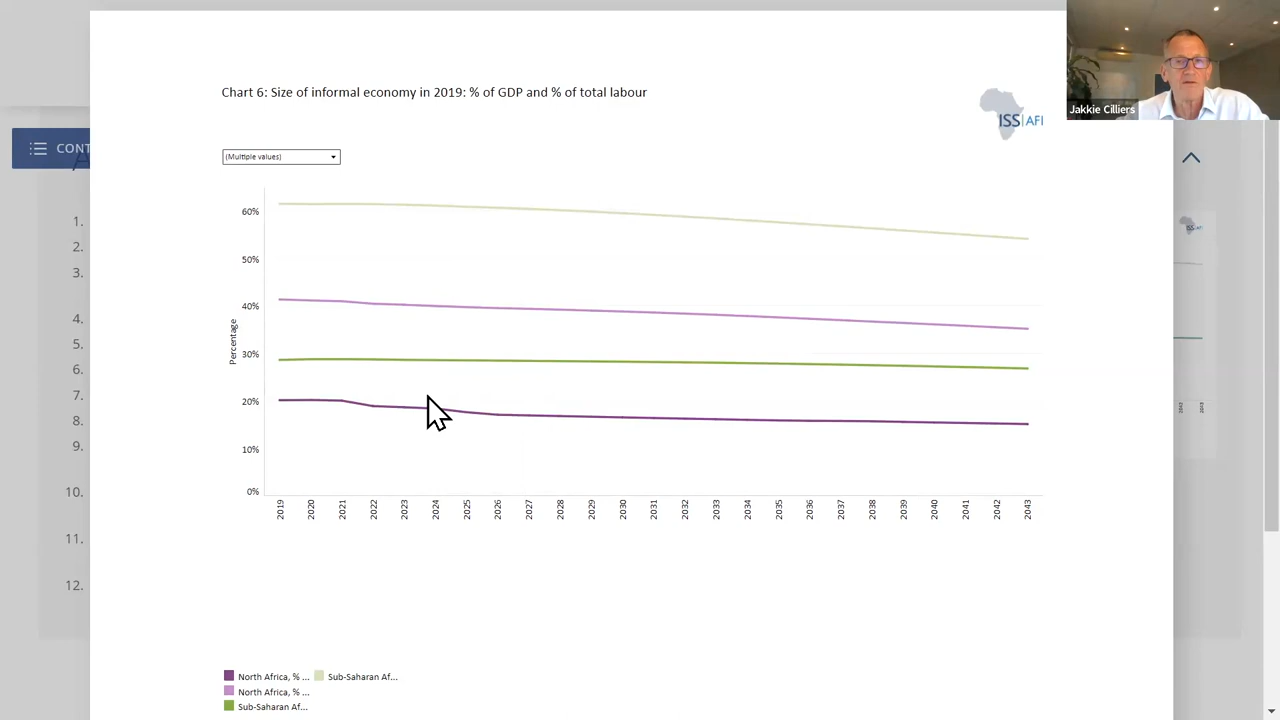 Chart 6: Size of informal economy in 2019: % of GDP and % of total labour
ISS|AFI
Jakkie Cilliers
CONT
(Multiple values)
1.
2.
3.
4.
5.
6.
7.
8.
9.
10.
11.
12.
Percentage
60%
50%
40%
30%
20%
10%
0%
2019 2020 2021 2022 2023 2024 2025 2026 2027 2028 2029 2030 2031 2032 2033 2034 2035 2036 2037 2038 2039 2040 2041 2042 2043
North Africa, % ... Sub-Saharan Af...
North Africa, % ...
Sub-Saharan Af...